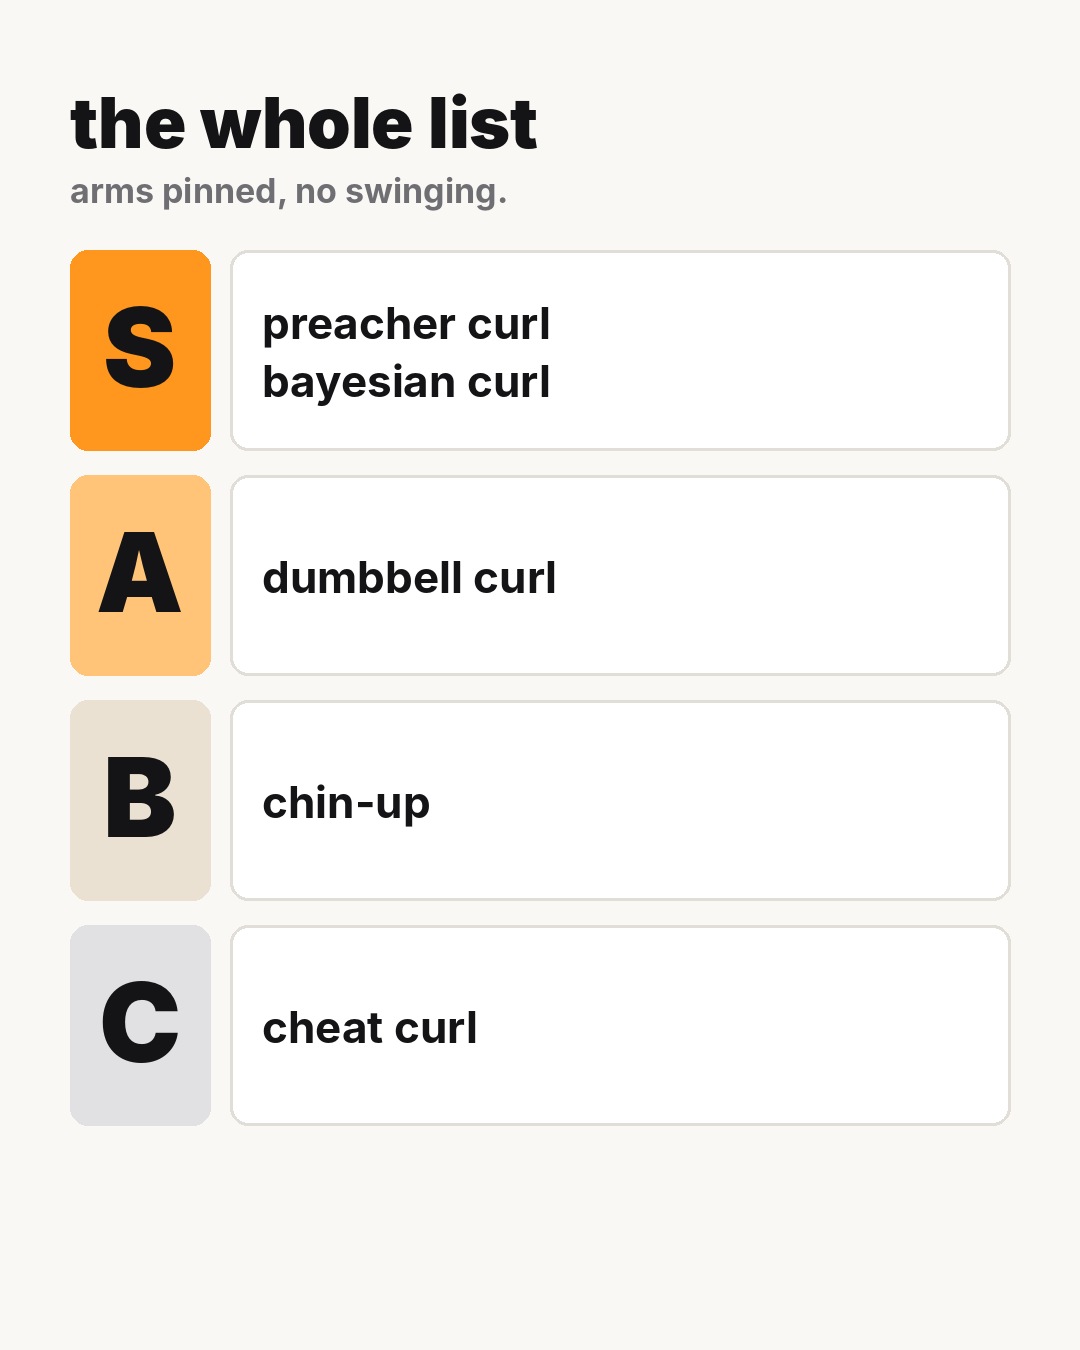 the whole list
arms pinned, no swinging.
S
preacher curl
bayesian curl
A
dumbbell curl
B
chin-up
C
cheat curl